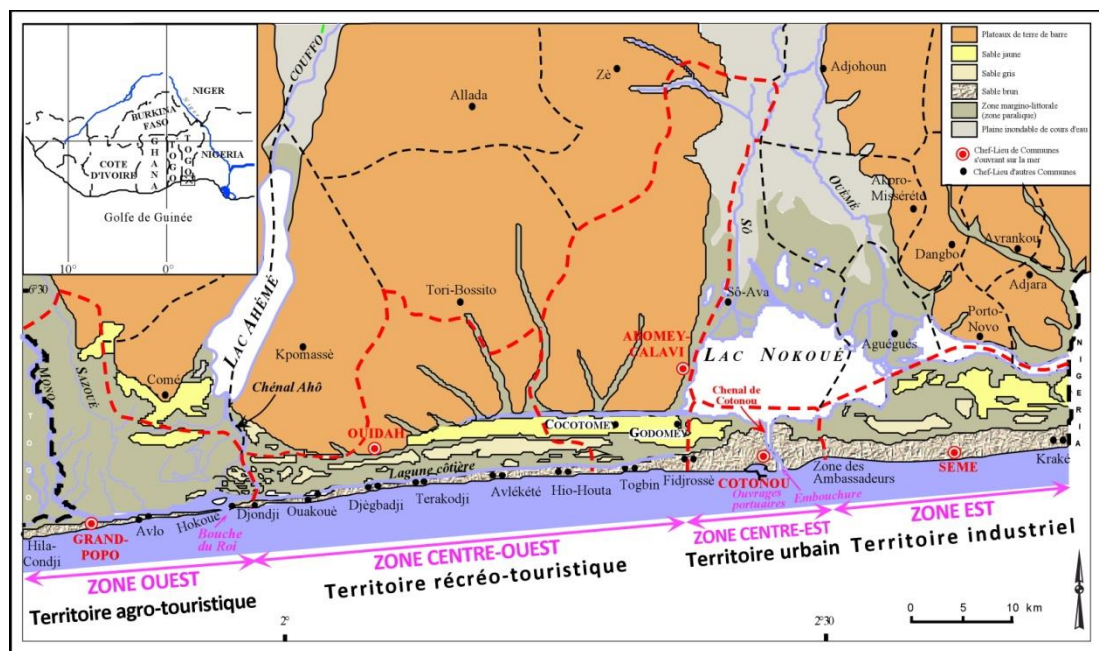 NIGER
BURKINA
FASO
COTE
D'IVOIRE
GHANA
TOGO
NIGERIA
Golfe de Guinée
10°
0°
COUFFO
Zè
Adjohoun
Allada
Plateaux de terre de barre
Sable jaune
Sable gris
Sable brun
Zone margino-littorale
(zone paralique)
Plaine inondable de cours d'eau
Chef-Lieu de Communes
s'ouvrant sur la mer
Chef-Lieu d'autres Communes
OUÉMÉ
Akpro-
Missérété
SÔ
Dangbo
Avrankou
Adjara
6°30
LAC AHÉMÉ
Tori-Bossito
Sô-Ava
Porto-
Novo
ABOMEY-
CALAVI
LAC NOKOUÉ
Aguégués
Kpomassè
MONO
SAZOUÉ
Comé
Chénal Ahô
Chenal de
Cotonou
NIGERIA
TOGO
OUIDAH
COCOTOMEY
GODOMEY
Lagune côtière
SEME
Kraké
Zone des
Ambassadeurs
COTONOU
Ouvrages
portuaires
Embouchure
Fidjrossè
Togbin
Hio-Houta
Avlékété
Terakodji
Djègbadji
Ouakouè
Djondji
Hokouè
Avlo
Bouche
du Roi
GRAND-
POPO
Hila-
Condji
ZONE OUEST
ZONE CENTRE-OUEST
ZONE CENTRE-EST
ZONE EST
Territoire agro-touristique
Territoire récréo-touristique
Territoire urbain
Territoire industriel
0 5 10 km
2°
2°30